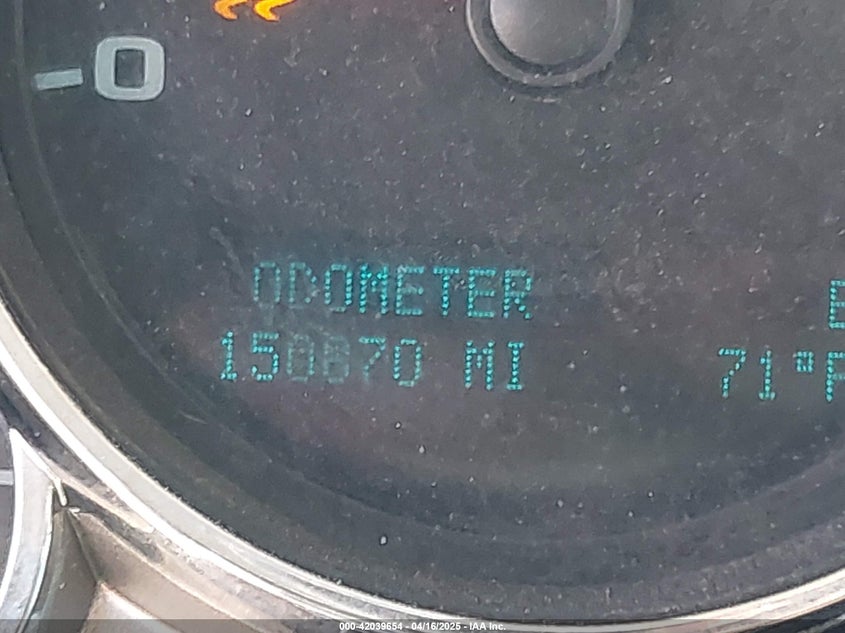 0
ODOMETER
150870 MI
71°F
000-42039654 - 04/16/2025 - IAA Inc.